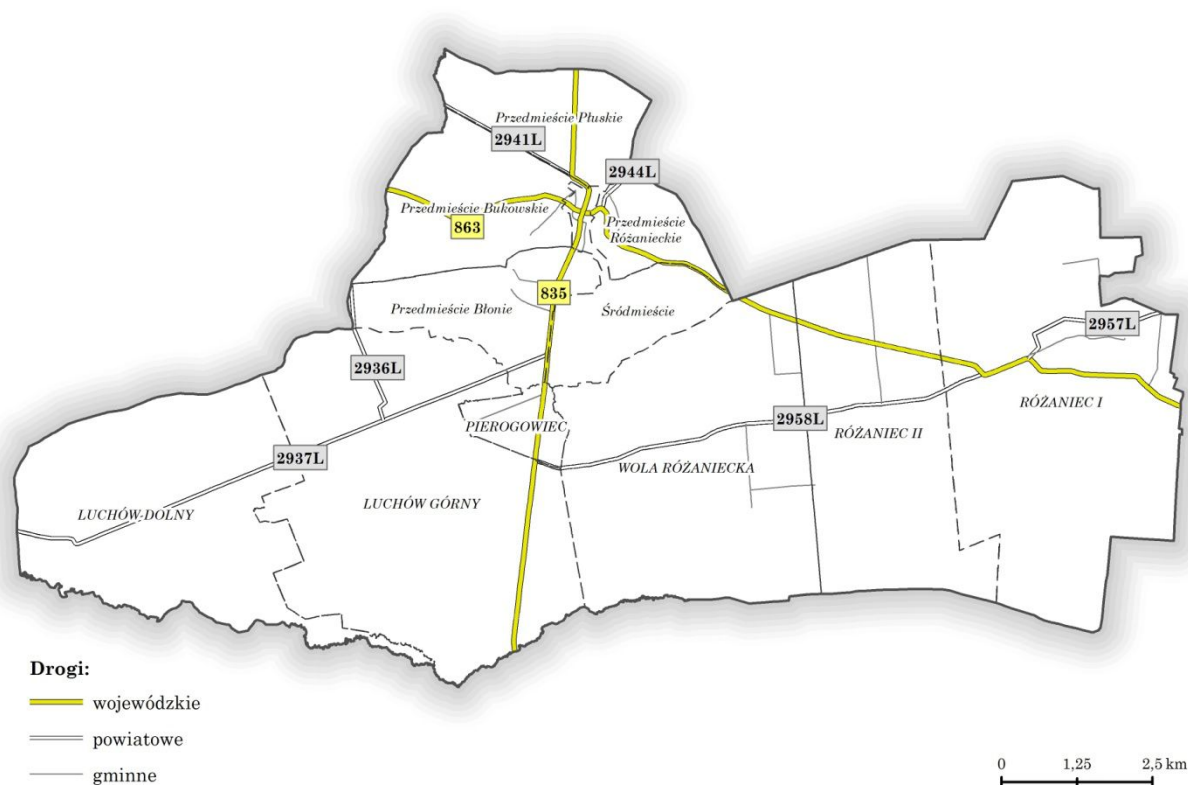 Przedmieście Płuskie
2941L
2944L
Przedmieście Bukowskie
863
Przedmieście
Różanieckie
835
Przedmieście Błonie
Śródmieście
2957L
2936L
RÓŻANIEC I
PIEROGOWIEC
2958L
RÓŻANIEC II
2937L
WOLA RÓŻANIECKA
LUCHÓW GÓRNY
LUCHÓW DOLNY
Drogi:
wojewódzkie
powiatowe
gminne
0 1,25 2,5 km